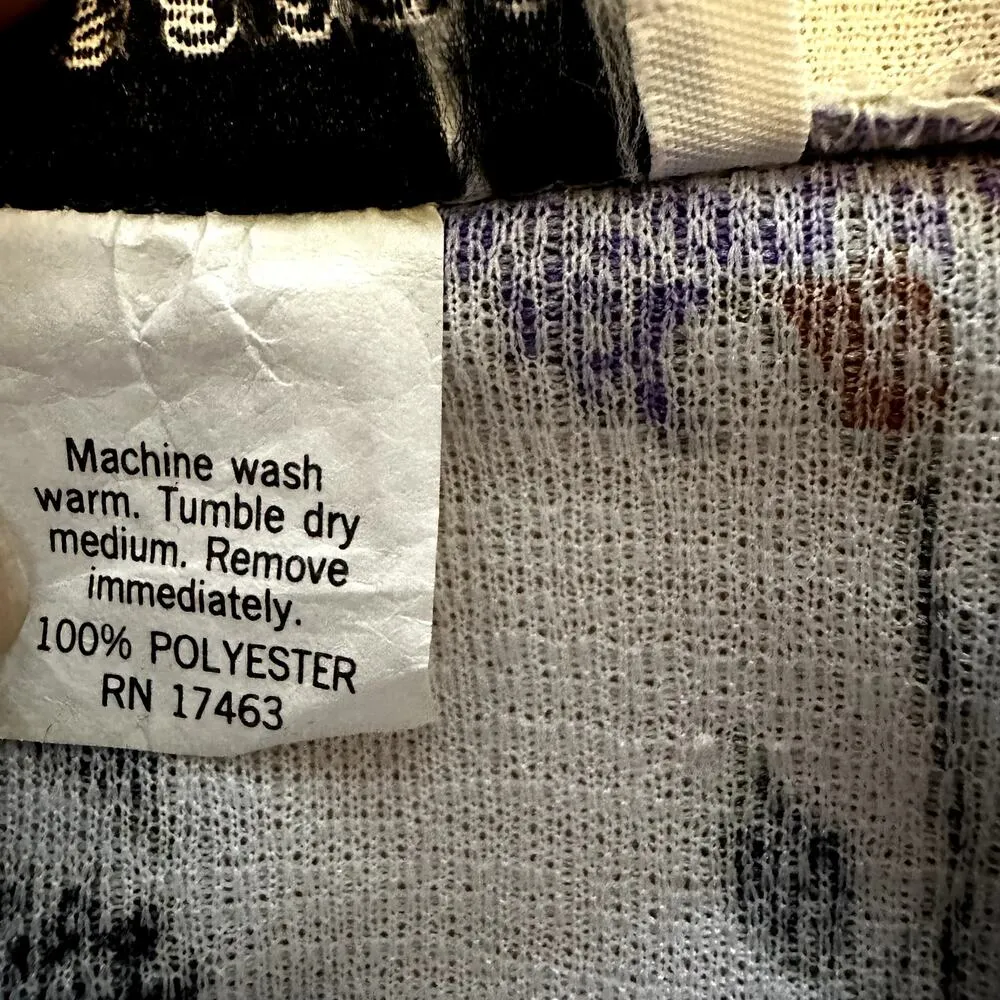 Machine wash
warm. Tumble dry
medium. Remove
immediately.
100% POLYESTER
RN 17463